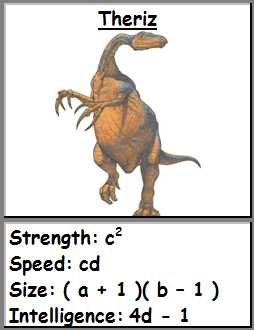 Theriz
Strength: c²
Speed: cd
Size: ( a + 1 )( b – 1 )
Intelligence: 4d - 1